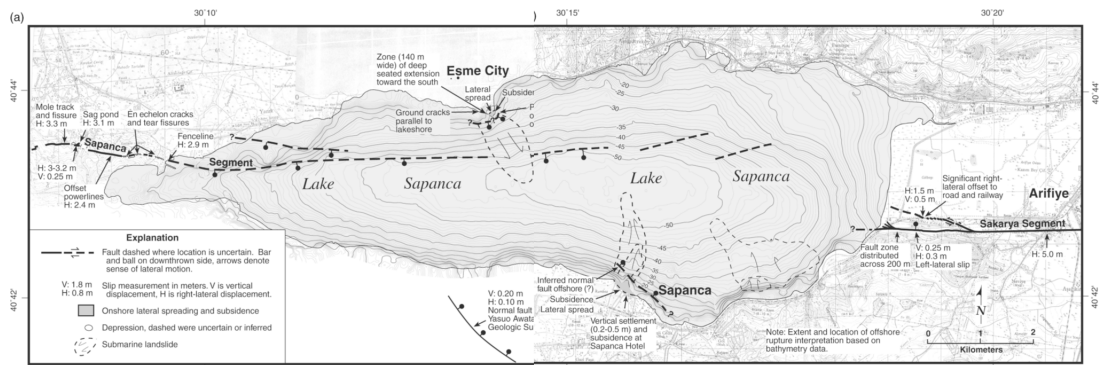 (a)
)
30°10'
30°15'
30°20'
40°44'
40°44'
40°42'
40°42'
Zone (140 m
wide) of deep
seated extension
toward the south
Esme City
Lateral
spread
Subsider
Ground cracks
parallel to
lakeshore
Mole track
and fissure
H: 3.3 m
Sag pond
H: 3.1 m
En echelon cracks
and tear fissures
Fenceline
H: 2.9 m
Sapanca
Segment
H: 3-3.2 m
V: 0.25 m
Offset
powerlines
H: 2.4 m
Lake
Sapanca
Lake
Sapanca
Significant right-
lateral offset to
road and railway
H:1.5 m
V: 0.5 m
Arifiye
Sakarya Segment
Fault zone
distributed
across 200 m
V: 0.25 m
H: 0.3 m
Left-lateral slip
H: 5.0 m
Explanation
Fault dashed where location is uncertain. Bar
and ball on downthrown side, arrows denote
sense of lateral motion.
V: 1.8 m
H: 0.8 m
Slip measurement in meters. V is vertical
displacement, H is right-lateral displacement.
Onshore lateral spreading and subsidence
Depression, dashed were uncertain or inferred
Submarine landslide
V: 0.20 m
H: 0.10 m
Normal fault
Yasuo Awata
Geologic Su
Inferred normal
fault offshore (?)
Subsidence,
Lateral spread
Sapanca
Vertical settlement
(0.2-0.5 m) and
subsidence at
Sapanca Hotel
Note: Extent and location of offshore
rupture interpretation based on
bathymetry data.
N
0 1 2
Kilometers